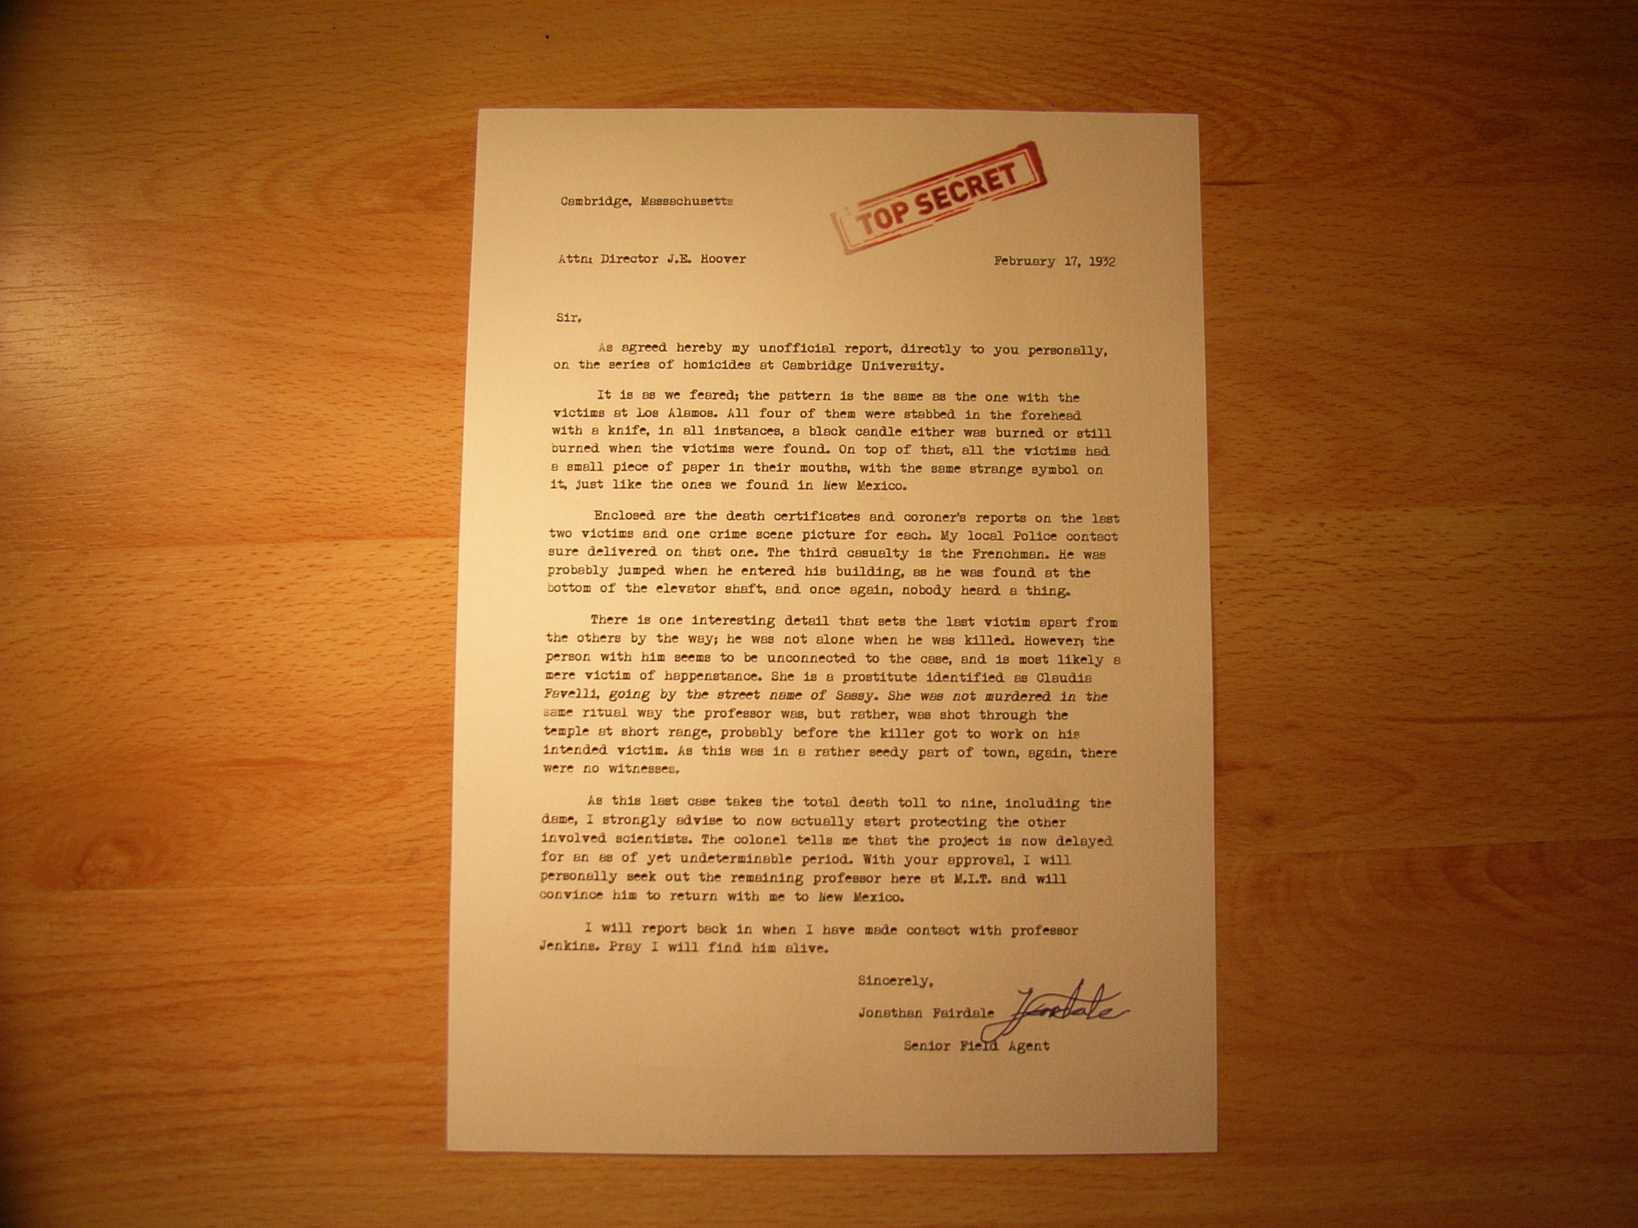 TOP SECRET
Cambridge, Massachusetts
Attn: Director J.E. Hoover
February 17, 1932
Sir,
As agreed hereby my unofficial report, directly to you personally,
on the series of homicides at Cambridge University.
It is as we feared; the pattern is the same as the one with the
victims at Los Alamos. All four of them were stabbed in the forehead
with a knife, in all instances, a black candle either was burned or still
burned when the victims were found. On top of that, all the victims had
a small piece of paper in their mouths, with the same strange symbol on
it, just like the ones we found in New Mexico.
Enclosed are the death certificates and coroner's reports on the last
two victims and one crime scene picture for each. My local Police contact
sure delivered on that one. The third casualty is the Frenchman. He was
probably jumped when he entered his building, as he was found at the
bottom of the elevator shaft, and once again, nobody heard a thing.
There is one interesting detail that sets the last victim apart from
the others by the way; he was not alone when he was killed. However; the
person with him seems to be unconnected to the case, and is most likely a
mere victim of happenstance. She is a prostitute identified as Claudia
Favelli, going by the street name of Sassy. She was not murdered in the
same ritual way the professor was, but rather, was shot through the
temple at short range, probably before the killer got to work on his
intended victim. As this was in a rather seedy part of town, again, there
were no witnesses.
As this last case takes the total death toll to nine, including the
dame, I strongly advise to now actually start protecting the other
involved scientists. The colonel tells me that the project is now delayed
for an as of yet undeterminable period. With your approval, I will
personally seek out the remaining professor here at M.I.T. and will
convince him to return with me to New Mexico.
I will report back in when I have made contact with professor
Jenkins. Pray I will find him alive.
Sincerely,
Jonathan Fairdale
Senior Field Agent